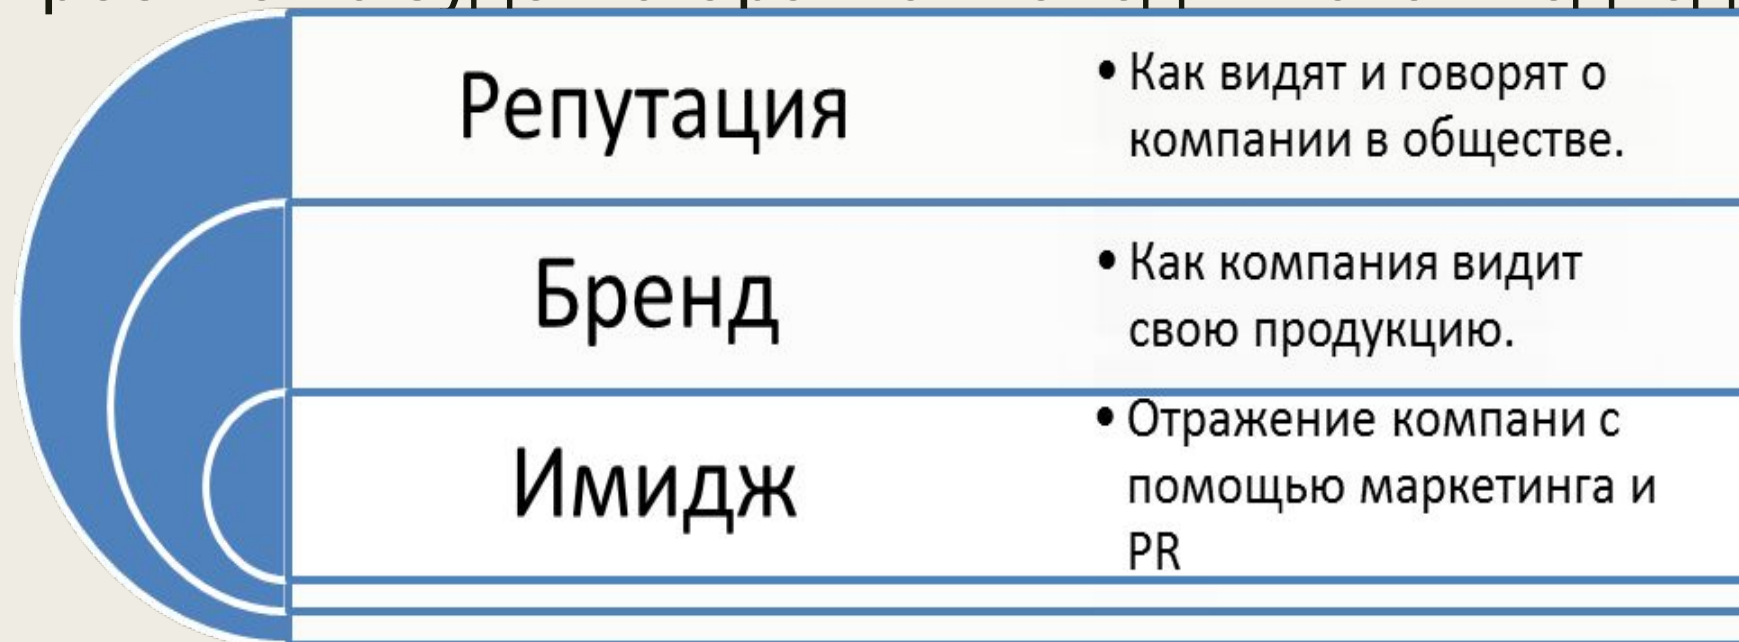 Репутация
• Как видят и говорят о
компании в обществе.
Бренд
• Как компания видит
свою продукцию.
Имидж
• Отражение компани с
помощью маркетинга и
PR